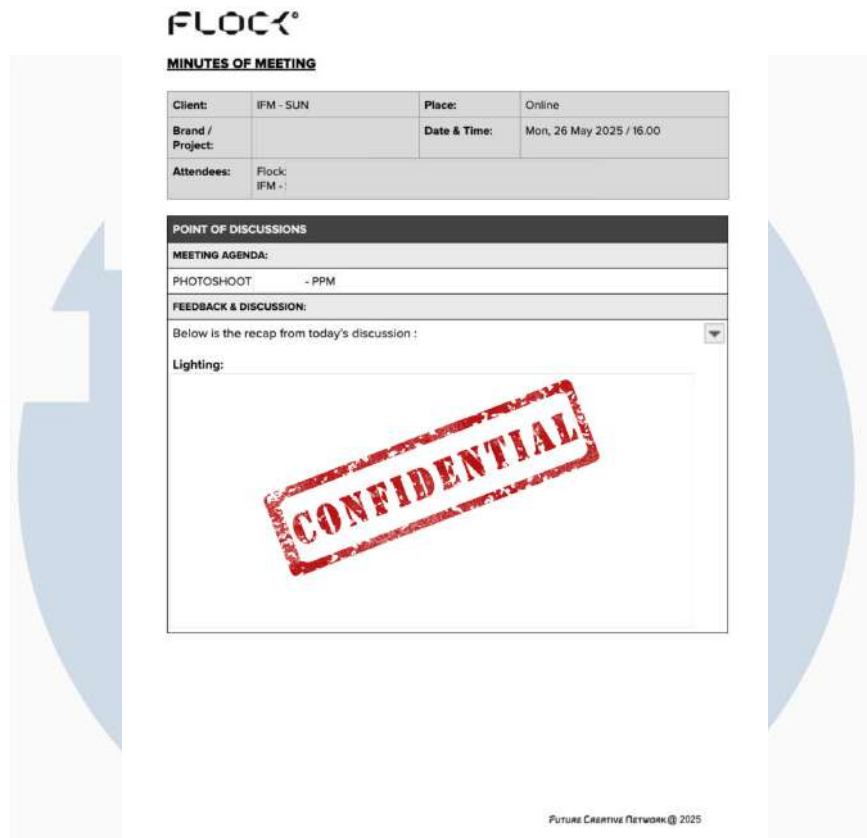 FLOCK
MINUTES OF MEETING
Client: IFM - SUN Place: Online
Brand / Project: Date & Time: Mon, 26 May 2025 / 16.00
Attendees: Flock:
IFM -
POINT OF DISCUSSIONS
MEETING AGENDA:
PHOTOSHOOT - PPM
FEEDBACK & DISCUSSION:
Below is the recap from today's discussion :
Lighting:
CONFIDENTIAL
FUTURE CREATIVE NETWORK@ 2025